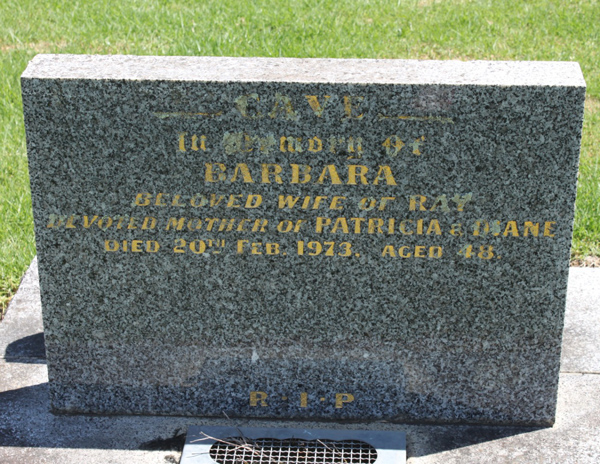 CAVE
In Memory Of
BARBARA
BELOVED WIFE OF RAY
DEVOTED MOTHER OF PATRICIA & DIANE
DIED 20TH FEB. 1973. AGED 48.
R·I·P